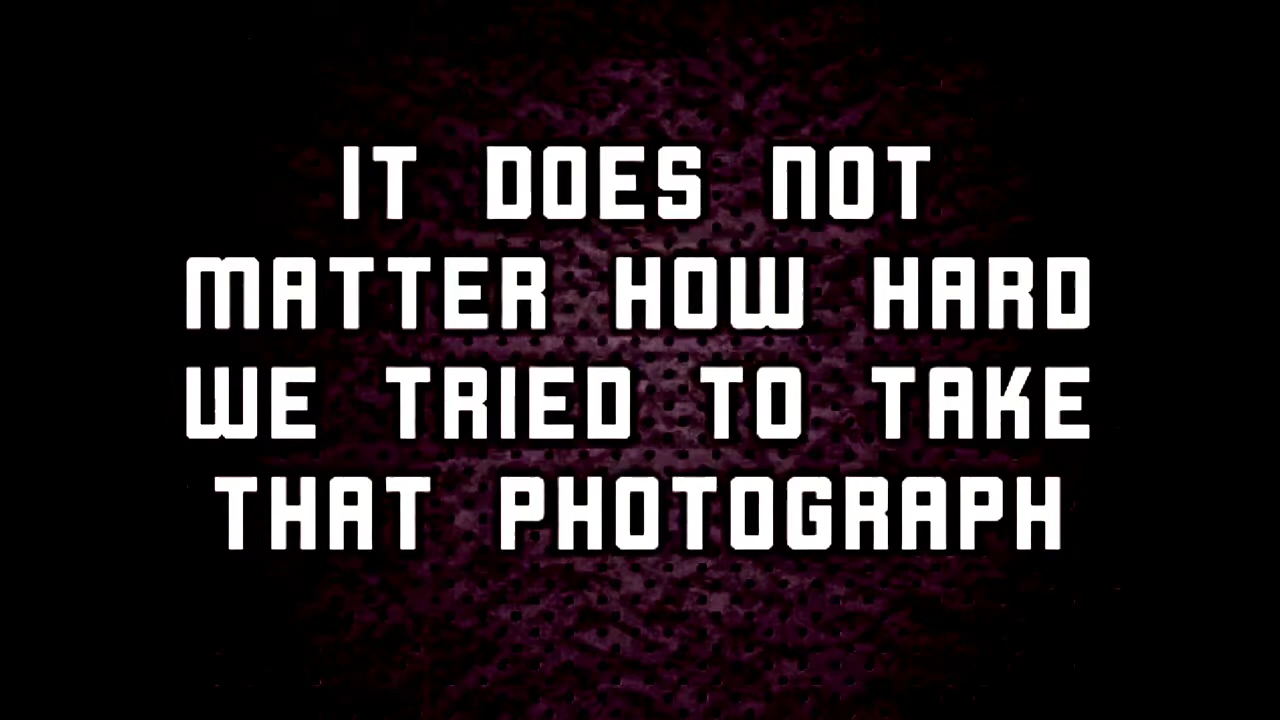 IT DOES NOT
MATTER HOW HARD
WE TRIED TO TAKE
THAT PHOTOGRAPH